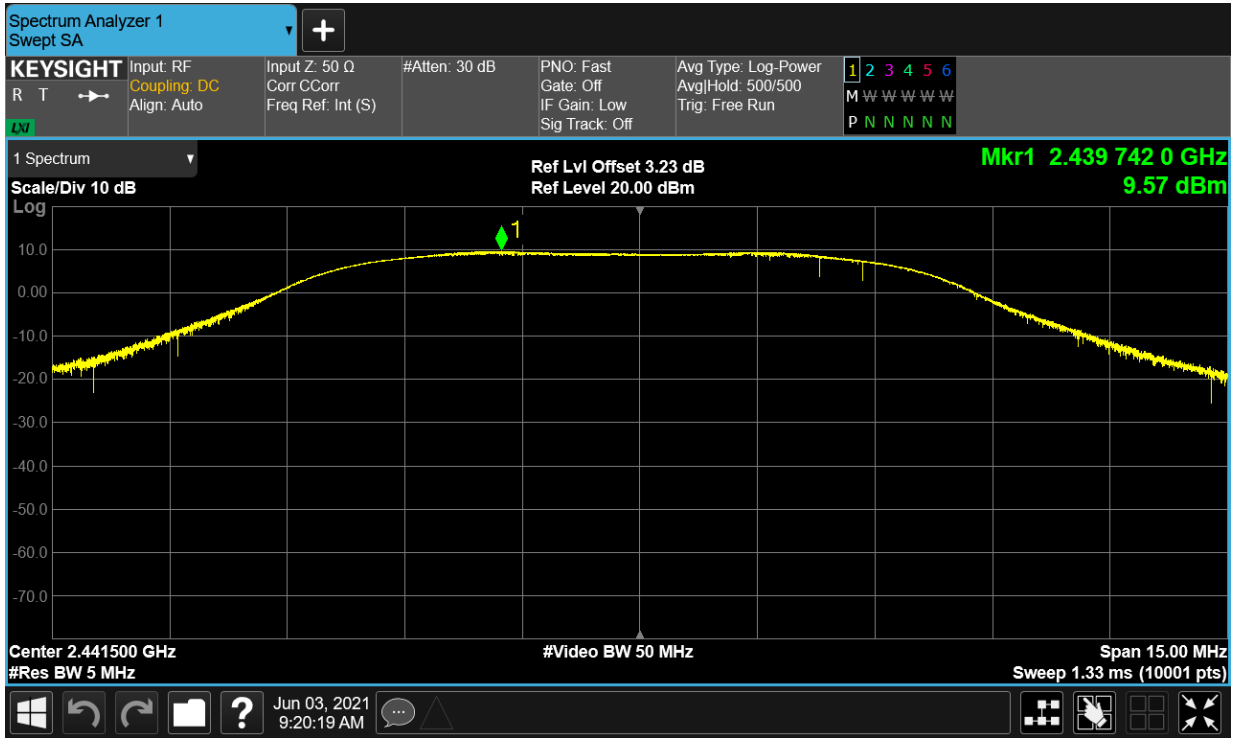 Spectrum Analyzer 1
Swept SA
KEYSIGHT
R T
LXI
Input: RF
Coupling: DC
Align: Auto
Input Z: 50 Ω
Corr CCorr
Freq Ref: Int (S)
#Atten: 30 dB
PNO: Fast
Gate: Off
IF Gain: Low
Sig Track: Off
Avg Type: Log-Power
Avg|Hold: 500/500
Trig: Free Run
1 2 3 4 5 6
M W W W W W
P N N N N N
1 Spectrum
Scale/Div 10 dB
Log
Ref Lvl Offset 3.23 dB
Ref Level 20.00 dBm
Mkr1 2.439 742 0 GHz
9.57 dBm
1
10.0
0.00
-10.0
-20.0
-30.0
-40.0
-50.0
-60.0
-70.0
Center 2.441500 GHz
#Res BW 5 MHz
#Video BW 50 MHz
Span 15.00 MHz
Sweep 1.33 ms (10001 pts)
?
Jun 03, 2021
9:20:19 AM